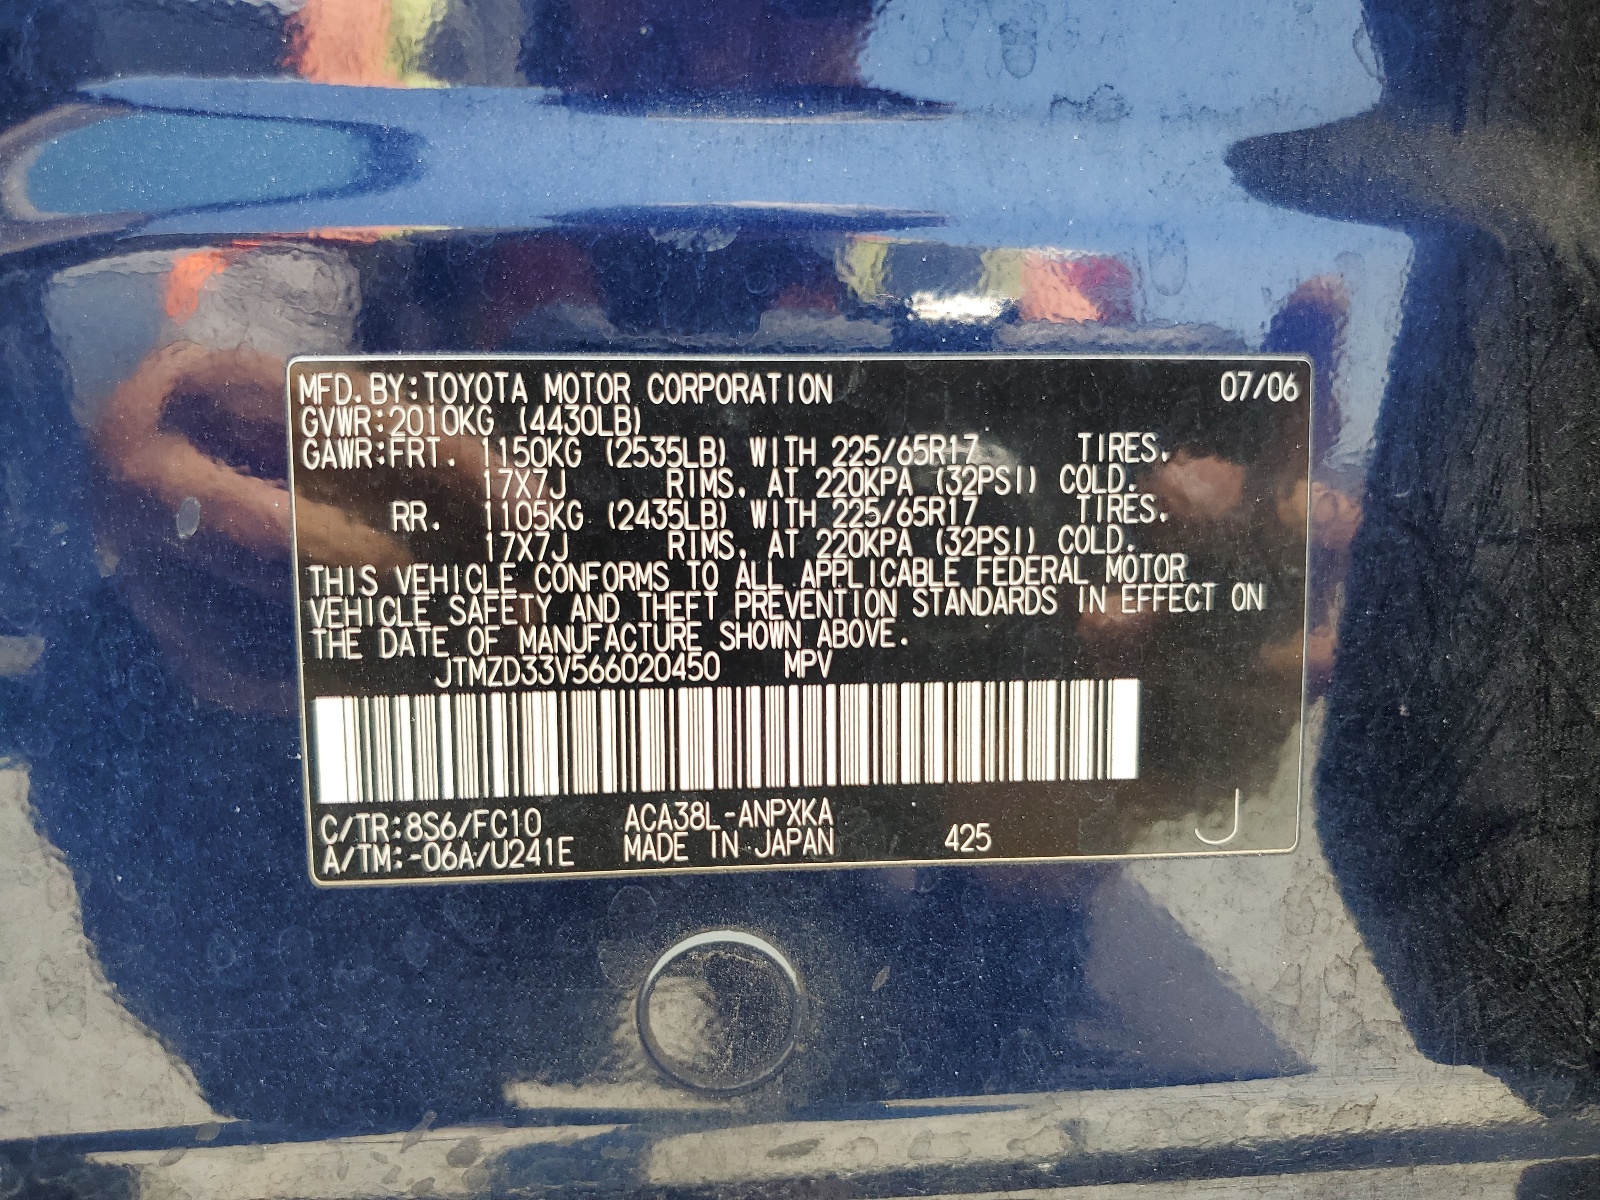 MFD. BY: TOYOTA MOTOR CORPORATION 07/06
GVWR: 2010KG (4430LB)
GAWR: FRT. 1150KG (2535LB) WITH 225/65R17 TIRES.
17X7J RIMS. AT 220KPA (32PSI) COLD.
RR. 1105KG (2435LB) WITH 225/65R17 TIRES.
17X7J RIMS. AT 220KPA (32PSI) COLD.
THIS VEHICLE CONFORMS TO ALL APPLICABLE FEDERAL MOTOR
VEHICLE SAFETY AND THEFT PREVENTION STANDARDS IN EFFECT ON
THE DATE OF MANUFACTURE SHOWN ABOVE.
JTMZD33V566020450 MPV
C/TR: 8S6/FC10 ACA38L-ANPXKA
A/TM: -06A/U241E MADE IN JAPAN 425 J